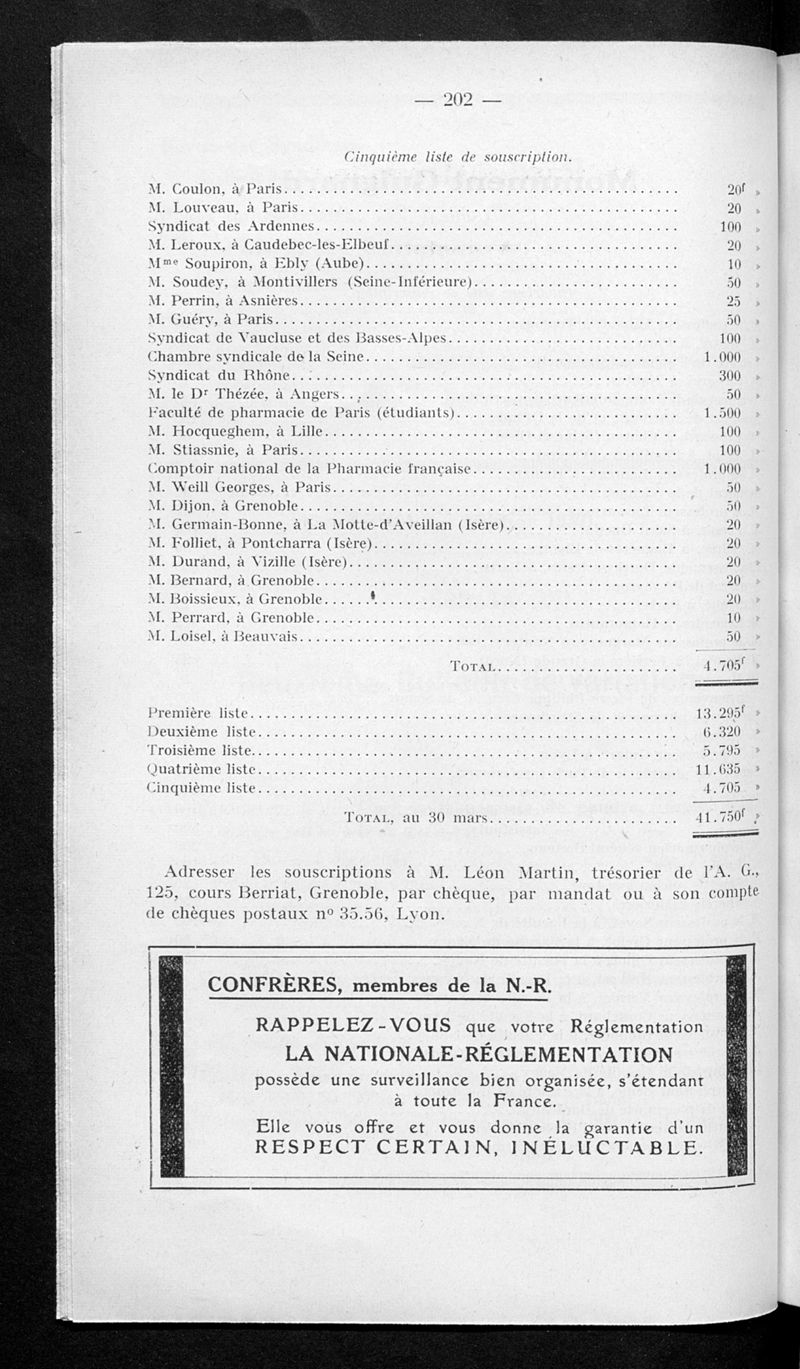 — 202 —
Cinquième liste de souscription.
M. Coulon, à Paris........ 20f »
M. Louveau, à Paris........ 20 »
Syndicat des Ardennes........ 100 »
M. Leroux, à Caudebec-les-Elbeuf........ 20 »
Mme Soupiron, à Ebly (Aube)........ 10 »
M. Soudey, à Montivillers (Seine-Inférieure)........ 50 »
M. Perrin, à Asnières........ 25 »
M. Guéry, à Paris........ 50 »
Syndicat de Vaucluse et des Basses-Alpes........ 100 »
Chambre syndicale de la Seine........ 1.000 »
Syndicat du Rhône........ 300 »
M. le Dr Thézée, à Angers........ 50 »
Faculté de pharmacie de Paris (étudiants)........ 1.500 »
M. Hocqueghem, à Lille........ 100 »
M. Stiassnie, à Paris........ 100 »
Comptoir national de la Pharmacie française........ 1.000 »
M. Weill Georges, à Paris........ 50 »
M. Dijon, à Grenoble........ 50 »
M. Germain-Bonne, à La Motte-d'Aveillan (Isère)........ 20 »
M. Folliet, à Pontcharra (Isère)........ 20 »
M. Durand, à Vizille (Isère)........ 20 »
M. Bernard, à Grenoble........ 20 »
M. Boissieux, à Grenoble........ 20 »
M. Perrard, à Grenoble........ 10 »
M. Loisel, à Beauvais........ 50 »
TOTAL........ 4.705f »
Première liste........ 13.295f »
Deuxième liste........ 6.320 »
Troisième liste........ 5.795 »
Quatrième liste........ 11.635 »
Cinquième liste........ 4.705 »
TOTAL, au 30 mars........ 41.750f »
Adresser les souscriptions à M. Léon Martin, trésorier de l'A. G.,
125, cours Berriat, Grenoble, par chèque, par mandat ou à son compte
de chèques postaux no 35.56, Lyon.
CONFRÈRES, membres de la N.-R.
RAPPELEZ-VOUS que votre Réglementation
LA NATIONALE-RÉGLEMENTATION
possède une surveillance bien organisée, s'étendant
à toute la France.
Elle vous offre et vous donne la garantie d'un
RESPECT CERTAIN, INÉLUCTABLE.